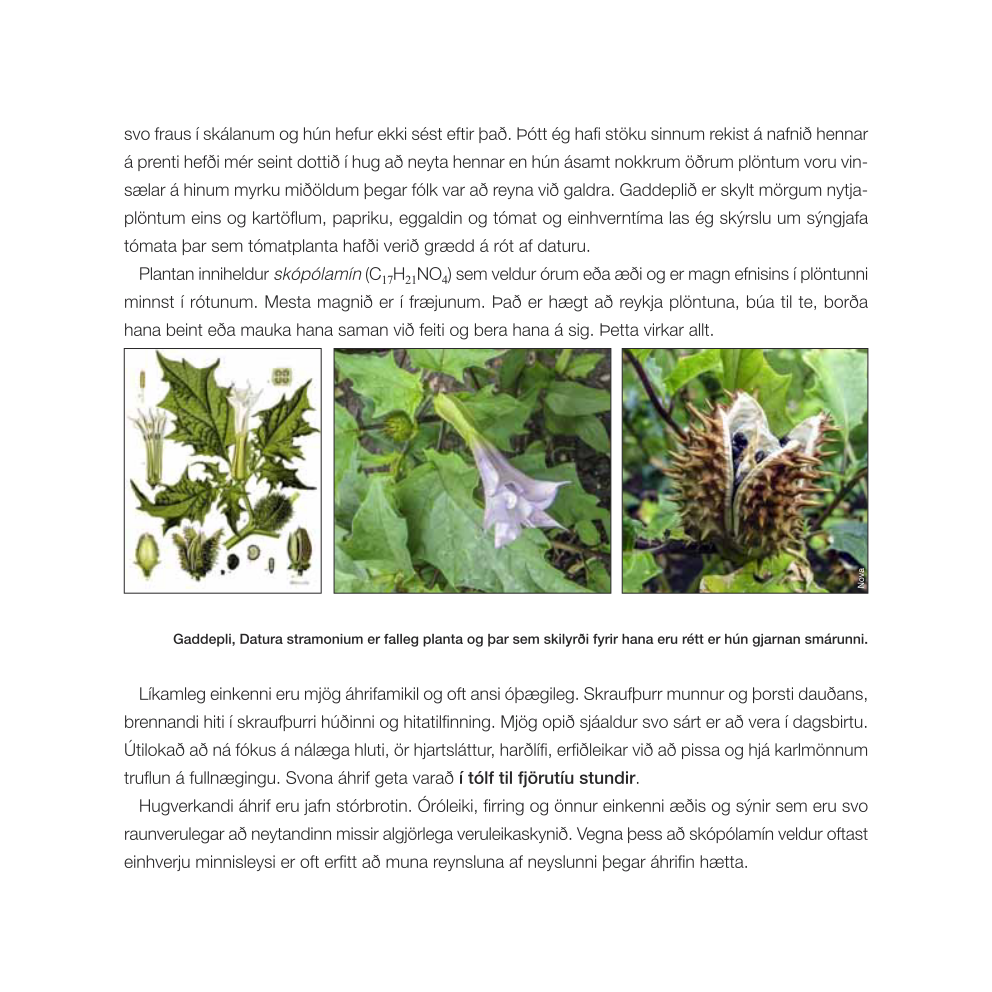 svo fraus í skálanum og hún hefur ekki sést eftir það. Þótt ég hafi stöku sinnum rekist á nafnið hennar
á prenti hefði mér seint dottið í hug að neyta hennar en hún ásamt nokkrum öðrum plöntum voru vin-
sælar á hinum myrku miðöldum þegar fólk var að reyna við galdra. Gaddeplið er skylt mörgum nytja-
plöntum eins og kartöflum, papriku, eggaldin og tómat og einhverntíma las ég skýrslu um sýngjafa
tómata þar sem tómatplanta hafði verið grædd á rót af daturu.
Plantan inniheldur skópólamín (C₁₇H₂₁NO₄) sem veldur órum eða æði og er magn efnisins í plöntunni
minnst í rótunum. Mesta magnið er í fræjunum. Það er hægt að reykja plöntuna, búa til te, borða
hana beint eða mauka hana saman við feiti og bera hana á sig. Þetta virkar allt.
Nova
Gaddepli, Datura stramonium er falleg planta og þar sem skilyrði fyrir hana eru rétt er hún gjarnan smárunni.
Líkamleg einkenni eru mjög áhrifamikil og oft ansi óþægileg. Skraufþurr munnur og þorsti dauðans,
brennandi hiti í skraufþurri húðinni og hitatilfinning. Mjög opið sjáaldur svo sárt er að vera í dagsbirtu.
Útilokað að ná fókus á nálæga hluti, ör hjartsláttur, harðlífi, erfiðleikar við að pissa og hjá karlmönnum
truflun á fullnægingu. Svona áhrif geta varað í tólf til fjörutíu stundir.
Hugverkandi áhrif eru jafn stórbrotin. Óróleiki, firring og önnur einkenni æðis og sýnir sem eru svo
raunverulegar að neytandinn missir algjörlega veruleikaskynið. Vegna þess að skópólamín veldur oftast
einhverju minnisleysi er oft erfitt að muna reynsluna af neyslunni þegar áhrifin hætta.